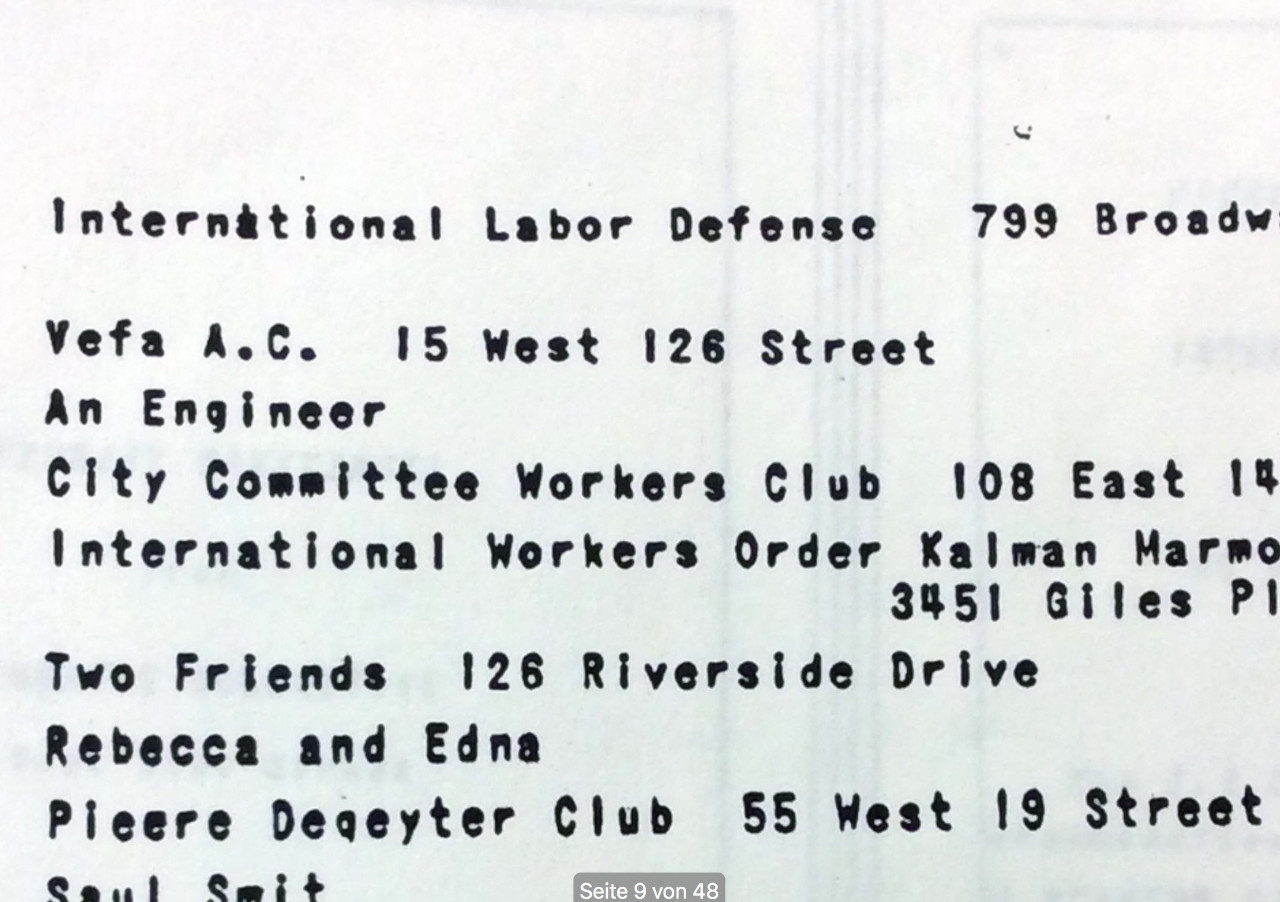 International Labor Defense 799 Broadw
Vefa A.C. 15 West 126 Street
An Engineer
City Committee Workers Club 108 East 14
International Workers Order Kalman Marmo
3451 Giles Pl
Two Friends 126 Riverside Drive
Rebecca and Edna
Pieere Deqeyter Club 55 West 19 Street
Saul Smit
Seite 9 von 48